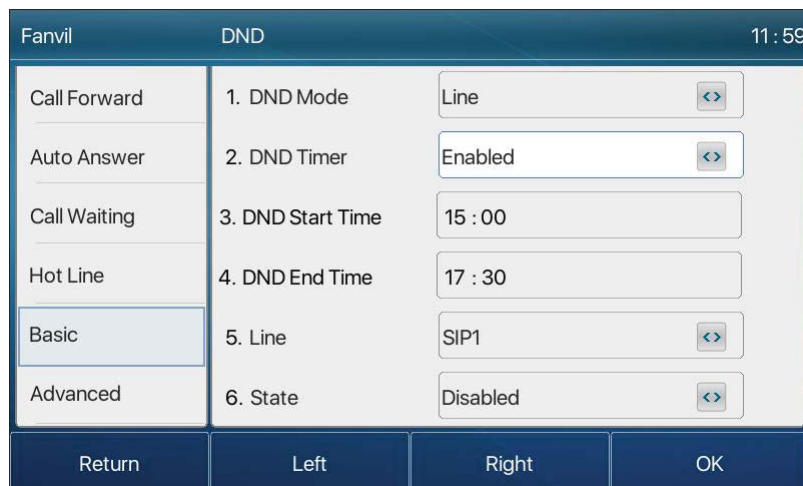 Fanvil DND 11 : 59
Call Forward
Auto Answer
Call Waiting
Hot Line
Basic
Advanced
1. DND Mode Line
2. DND Timer Enabled
3. DND Start Time 15 : 00
4. DND End Time 17 : 30
5. Line SIP1
6. State Disabled
Return Left Right OK